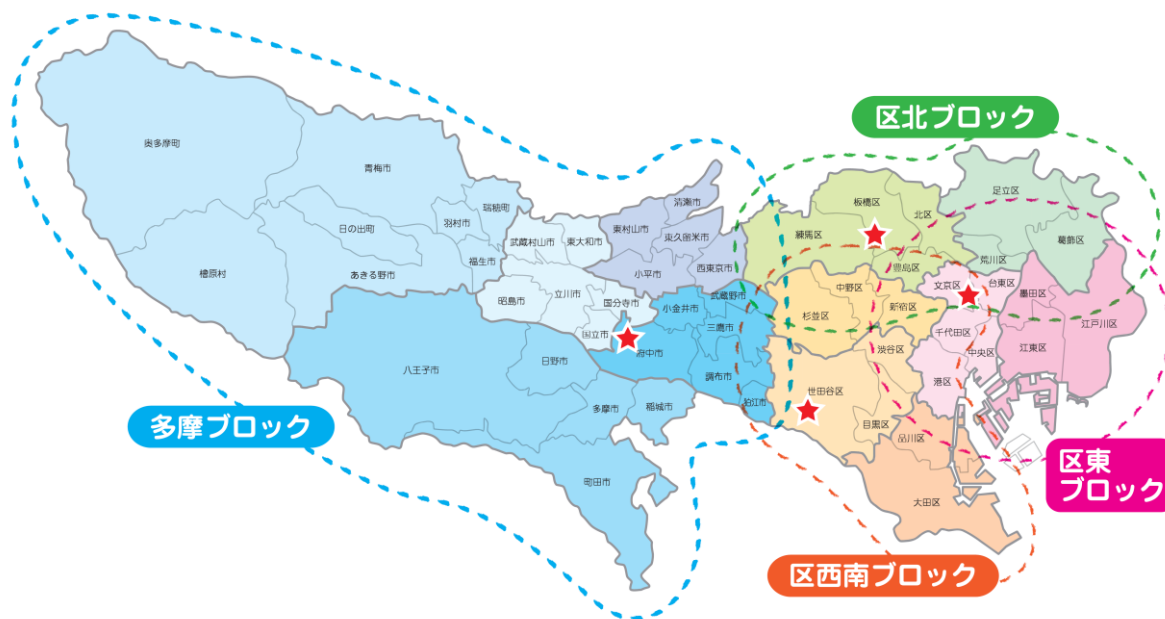 区北ブロック
奥多摩町
青梅市
瑞穂町
羽村市
日の出町
福生市
あきる野市
檜原村
武蔵村山市
東大和市
東村山市
清瀬市
東久留米市
小平市
西東京市
昭島市
立川市
国分寺市
国立市
小金井市
武蔵野市
三鷹市
府中市
調布市
狛江市
八王子市
日野市
多摩市
稲城市
町田市
練馬区
板橋区
北区
豊島区
足立区
葛飾区
荒川区
中野区
杉並区
新宿区
文京区
台東区
墨田区
江戸川区
千代田区
中央区
江東区
港区
渋谷区
世田谷区
目黒区
品川区
大田区
多摩ブロック
区東
ブロック
区西南ブロック